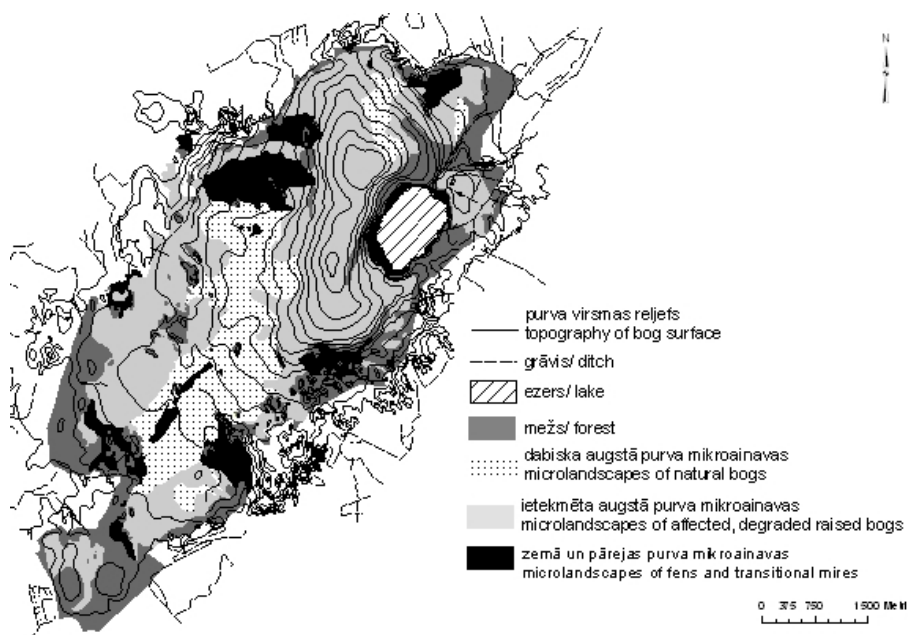 N
purva virsmas reljefs
topography of bog surface
grāvis/ ditch
ezers/ lake
mežs/ forest
dabiska augstā purva mikroainavas
microlandscapes of natural bogs
ietekmēta augstā purva mikroainavas
microlandscapes of affected, degraded raised bogs
zemā un pārejas purva mikroainavas
microlandscapes of fens and transitional mires
0 375 750 1 500